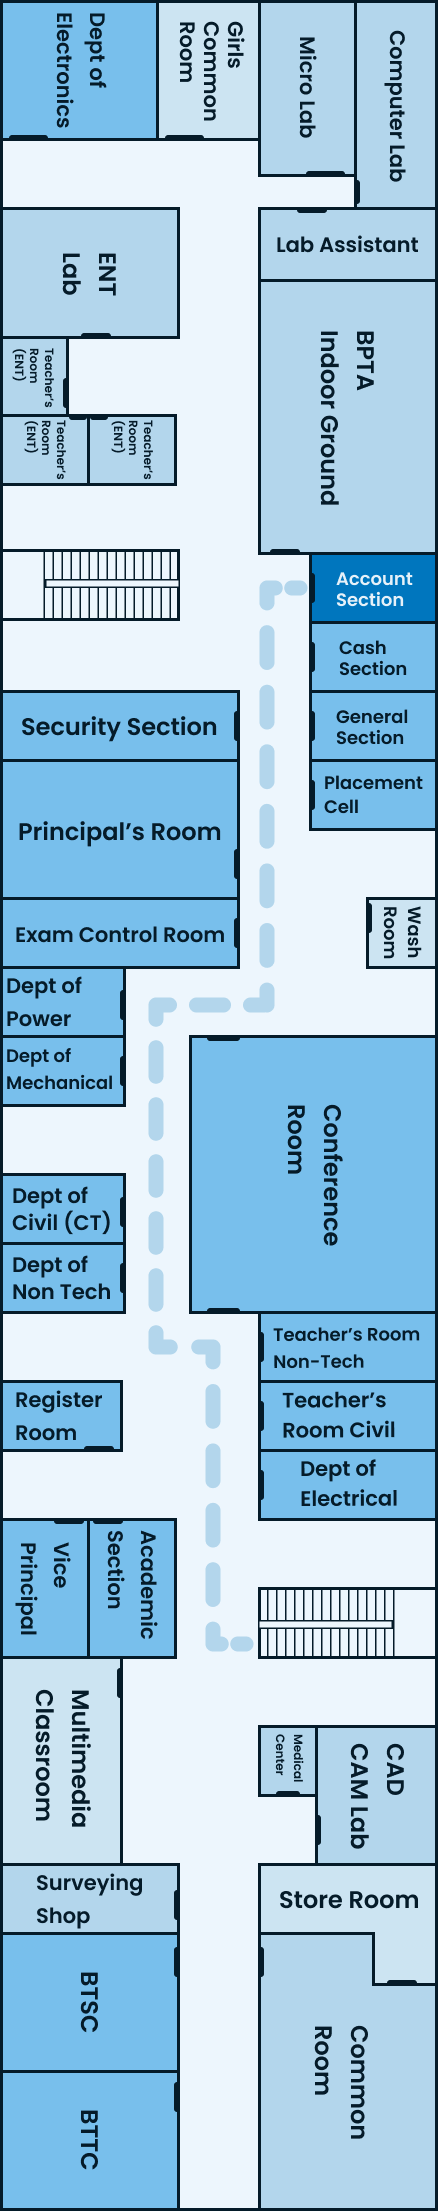 Dept of
Electronics
Girls
Common
Room
Micro Lab
Computer Lab
ENT
Lab
Lab Assistant
BPTA
Indoor Ground
Teacher's
Room
(ENT)
Teacher's
Room
(ENT)
Teacher's
Room
(ENT)
Account
Section
Cash
Section
General
Section
Placement
Cell
Security Section
Principal's Room
Exam Control Room
Wash
Room
Dept of
Power
Dept of
Mechanical
Conference
Room
Dept of
Civil (CT)
Dept of
Non Tech
Teacher's Room
Non-Tech
Register
Room
Teacher's
Room Civil
Dept of
Electrical
Vice
Principal
Academic
Section
Multimedia
Classroom
Medical
Center
CAD
CAM Lab
Surveying
Shop
Store Room
BTSC
Common
Room
BTTC